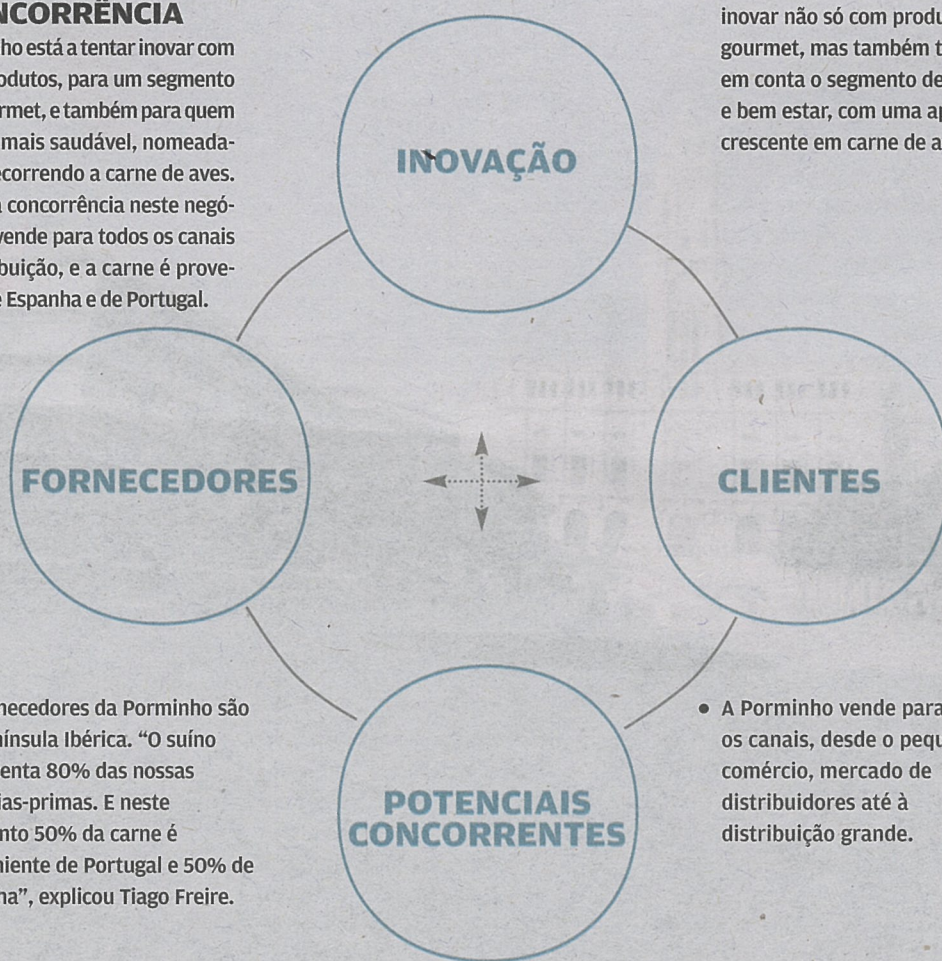 NCORRÊNCIA
ho está a tentar inovar com
odutos, para um segmento
rmet, e também para quem
mais saudável, nomeada-
ecorrendo a carne de aves.
a concorrência neste negó-
vende para todos os canais
buição, e a carne é prove-
e Espanha e de Portugal.
inovar não só com produ
gourmet, mas também t
em conta o segmento de
e bem estar, com uma ap
crescente em carne de a
INOVAÇÃO
FORNECEDORES
CLIENTES
necedores da Porminho são
nínsula Ibérica. “O suíno
enta 80% das nossas
ias-primas. E neste
nto 50% da carne é
niente de Portugal e 50% de
na”, explicou Tiago Freire.
POTENCIAIS
CONCORRENTES
• A Porminho vende para
os canais, desde o pequ
comércio, mercado de
distribuidores até à
distribuição grande.